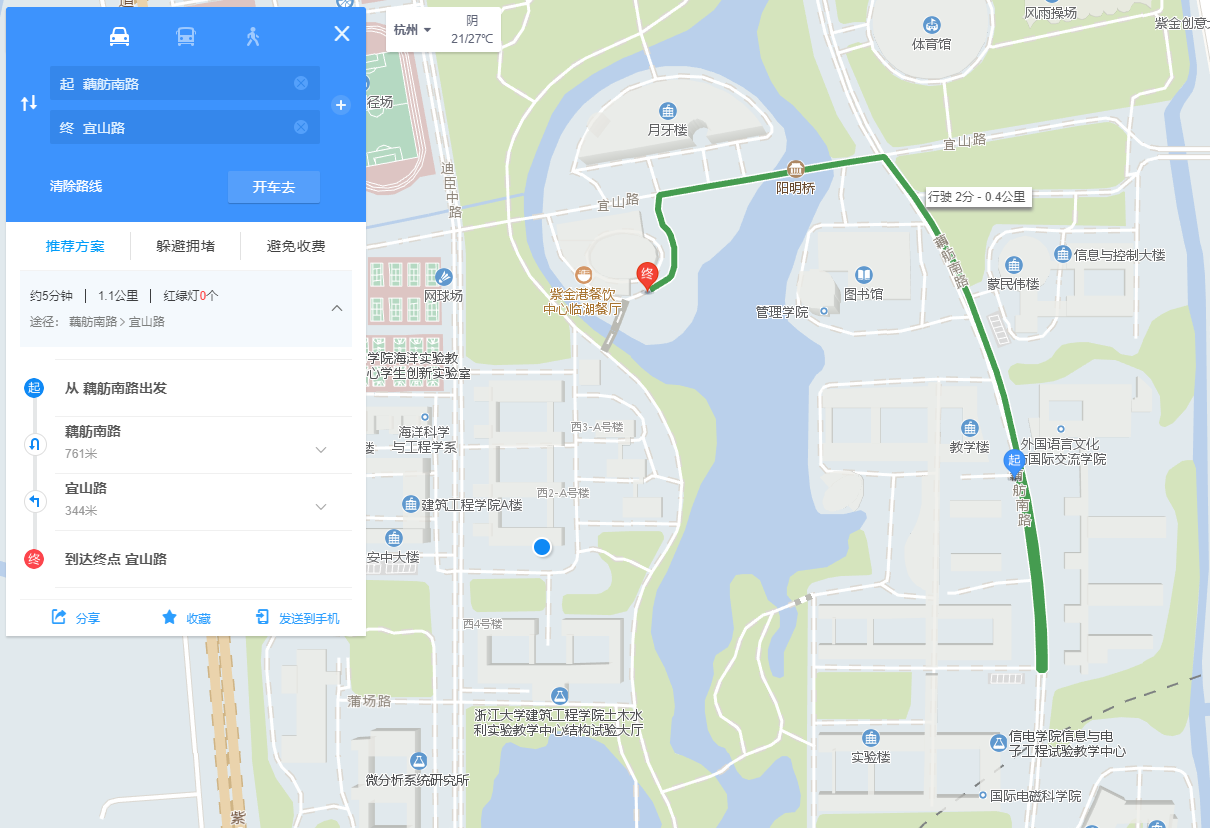 杭州
阴
21/27℃
起 藕舫南路
终 宜山路
清除路线
开车去
推荐方案
躲避拥堵
避免收费
约5分钟
1.1公里
红绿灯0个
途径： 藕舫南路 > 宜山路
起
从 藕舫南路出发
藕舫南路
761米
宜山路
344米
终
到达终点 宜山路
分享
收藏
发送到手机
风雨操场
紫金创意
体育馆
径场
月牙楼
宜山路
迪臣中路
阳明桥
宜山路
行驶 2分 - 0.4公里
藕舫南路
信息与控制大楼
蒙民伟楼
终
网球场
紫金港餐饮
中心临湖餐厅
图书馆
管理学院
学院海洋实验教
心学生创新实验室
海洋科学
与工程学系
楼
西3-A号楼
教学楼
外国语言文化
国际交流学院
起
舫南路
西2-A号楼
建筑工程学院A楼
安中大楼
西4号楼
蒲场路
浙江大学建筑工程学院土木水
利实验教学中心结构试验大厅
微分析系统研究所
实验楼
信电学院信息与电
子工程试验教学中心
国际电磁科学院
紫